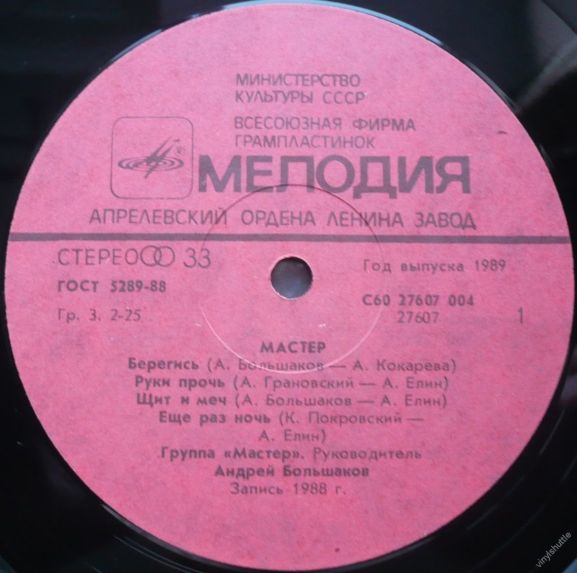 МИНИСТЕРСТВО
КУЛЬТУРЫ СССР
ВСЕСОЮЗНАЯ ФИРМА
ГРАМПЛАСТИНОК
МЕЛОДИЯ
АПРЕЛЕВСКИЙ ОРДЕНА ЛЕНИНА ЗАВОД
СТЕРЕО 33
Год выпуска 1989
ГОСТ 5289-88
С60 27607 004
Гр. 3. 2-25
27607
1
МАСТЕР
Берегись (А. Большаков — А. Кокарева)
Руки прочь (А. Грановский — А. Елин)
Щит и меч (А. Большаков — А. Елин)
Еще раз ночь (К. Покровский —
А. Елин)
Группа «Мастер». Руководитель
Андрей Большаков
Запись 1988 г.
vinylshuttle